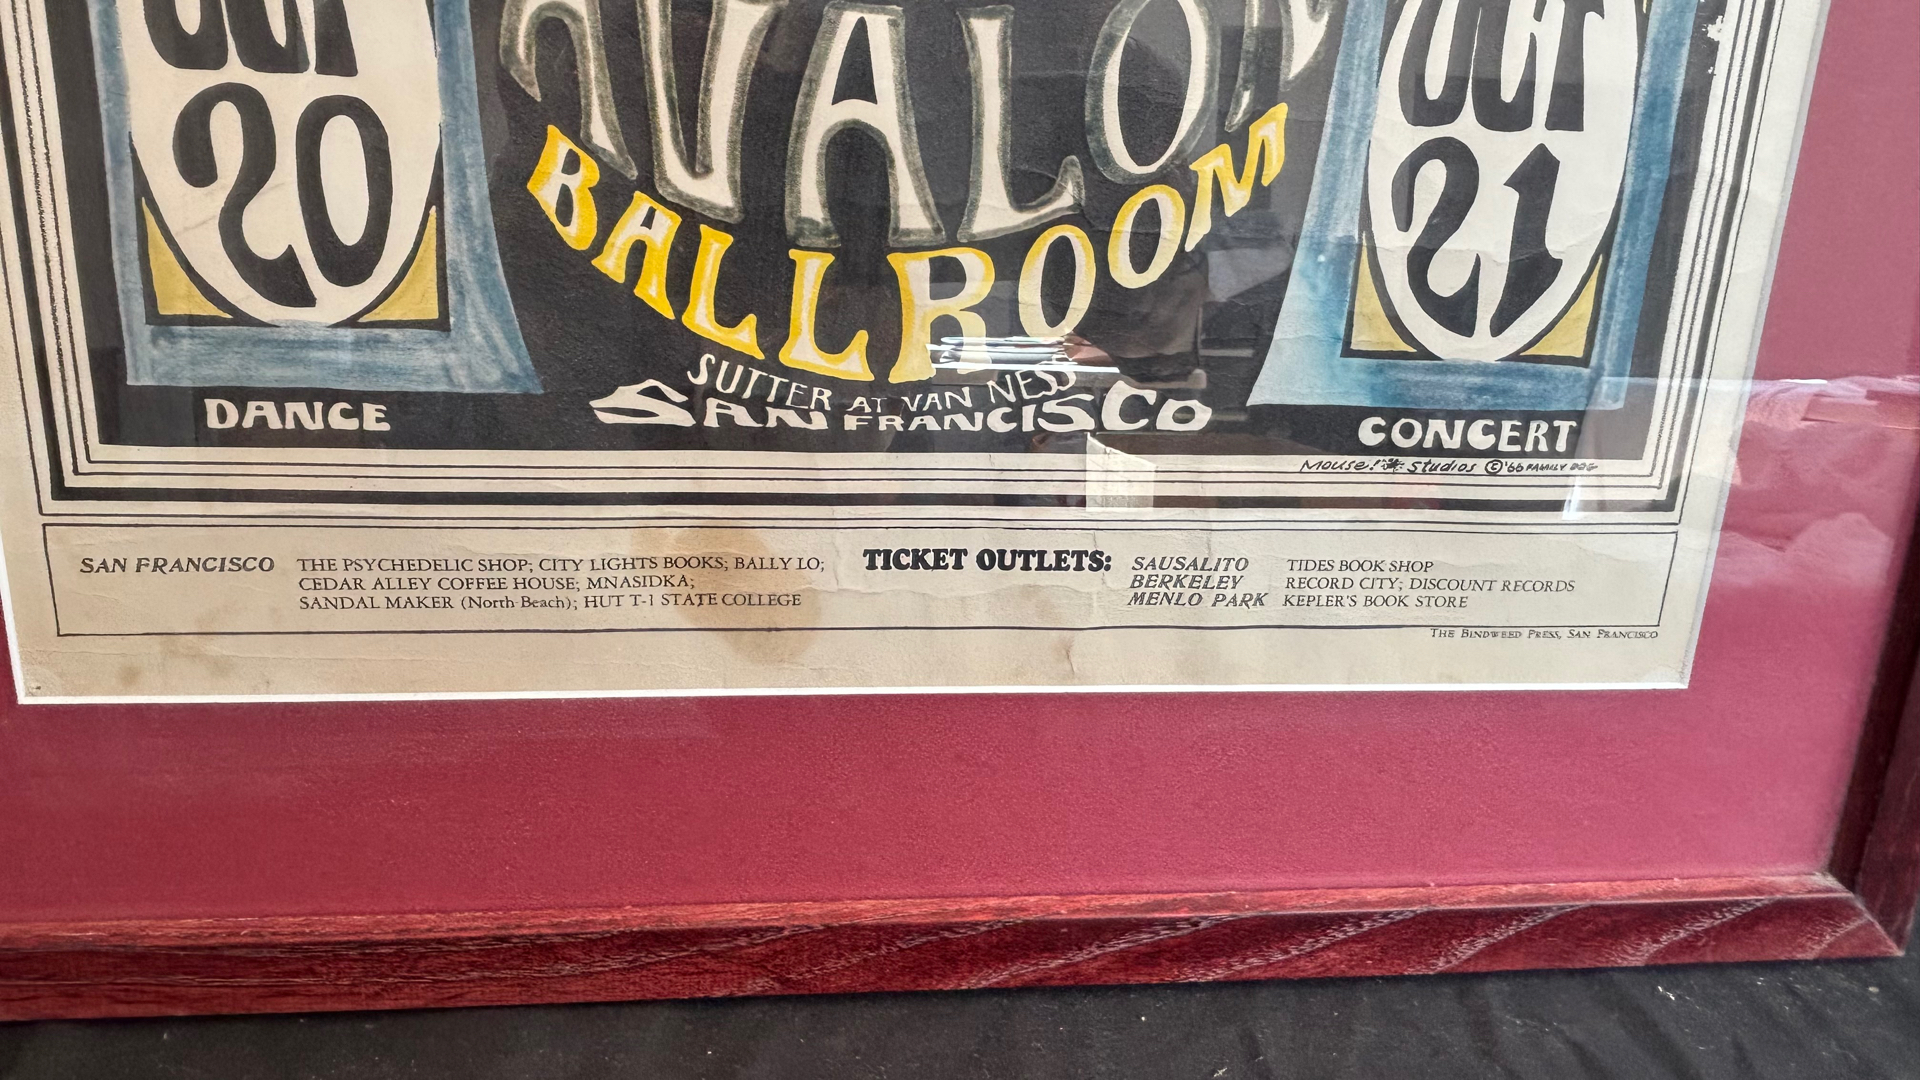 OCT
20
AVALON
OCT
21
BALLROOM
SUTTER AT VAN NESS
SAN FRANCISCO
DANCE
CONCERT
Mouse! Studios © '66 FAMILY DOG
SAN FRANCISCO THE PSYCHEDELIC SHOP; CITY LIGHTS BOOKS; BALLY LO;
CEDAR ALLEY COFFEE HOUSE; MNASIDKA;
SANDAL MAKER (North Beach); HUT T-1 STATE COLLEGE
TICKET OUTLETS:
SAUSALITO TIDES BOOK SHOP
BERKELEY RECORD CITY; DISCOUNT RECORDS
MENLO PARK KEPLER'S BOOK STORE
THE BINDWEED PRESS, SAN FRANCISCO